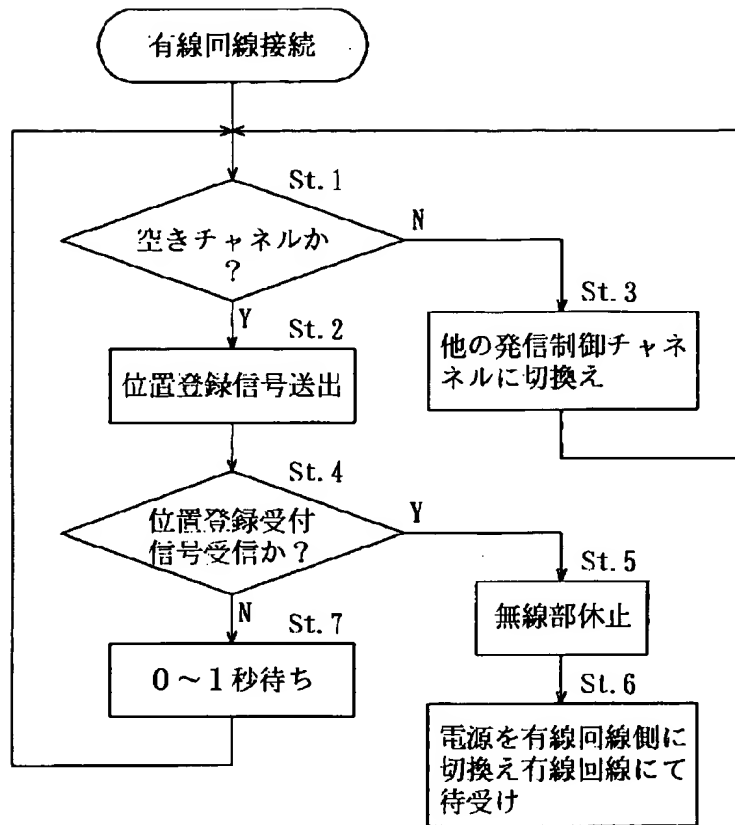 有線回線接続
St.1
空きチャネルか
?
N
Y
St.2
位置登録信号送出
St.3
他の発信制御チャネ
ネルに切換え
St.4
位置登録受付
信号受信か?
Y
N
St.5
無線部休止
St.7
0~1秒待ち
St.6
電源を有線回線側に
切換え有線回線にて
待受け